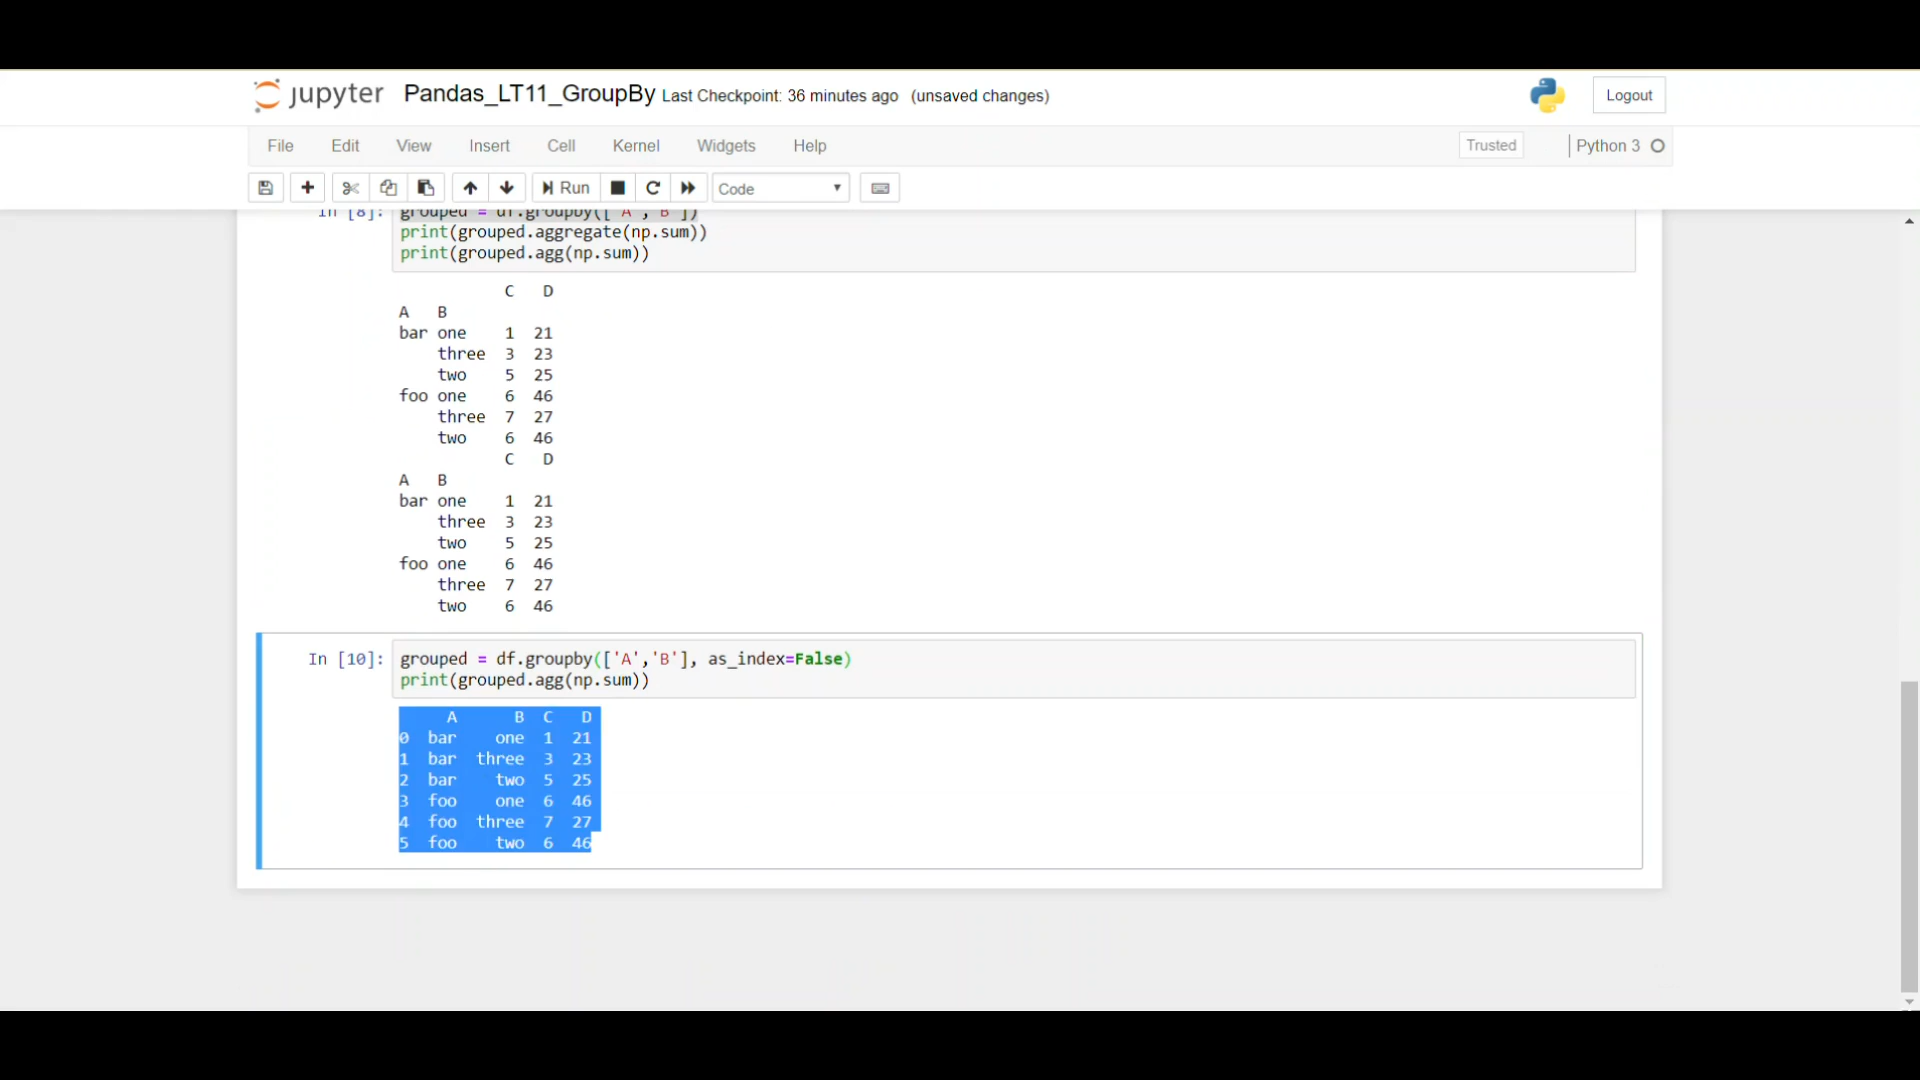 jupyter Pandas_LT11_GroupBy Last Checkpoint: 36 minutes ago (unsaved changes) Logout
File Edit View Insert Cell Kernel Widgets Help Trusted Python 3
Run Code
In [8]: grouped = df.groupby(['A','B'])
print(grouped.aggregate(np.sum))
print(grouped.agg(np.sum))
C D
A B
bar one 1 21
three 3 23
two 5 25
foo one 6 46
three 7 27
two 6 46
C D
A B
bar one 1 21
three 3 23
two 5 25
foo one 6 46
three 7 27
two 6 46
In [10]: grouped = df.groupby(['A','B'], as_index=False)
print(grouped.agg(np.sum))
A B C D
0 bar one 1 21
1 bar three 3 23
2 bar two 5 25
3 foo one 6 46
4 foo three 7 27
5 foo two 6 46